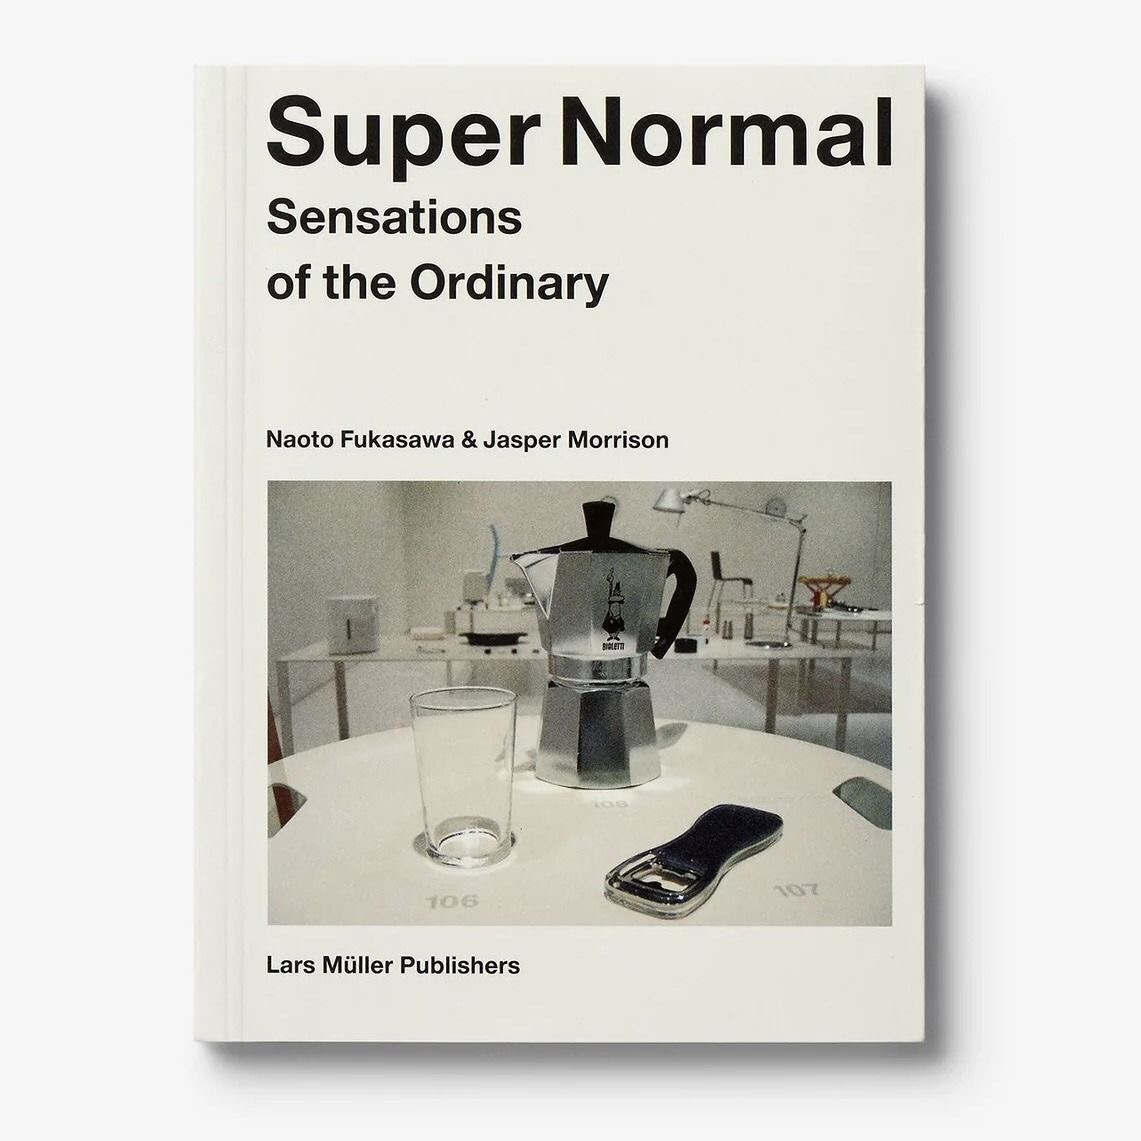 Super Normal
Sensations
of the Ordinary
Naoto Fukasawa & Jasper Morrison
BIALETTI
108
106
107
Lars Müller Publishers